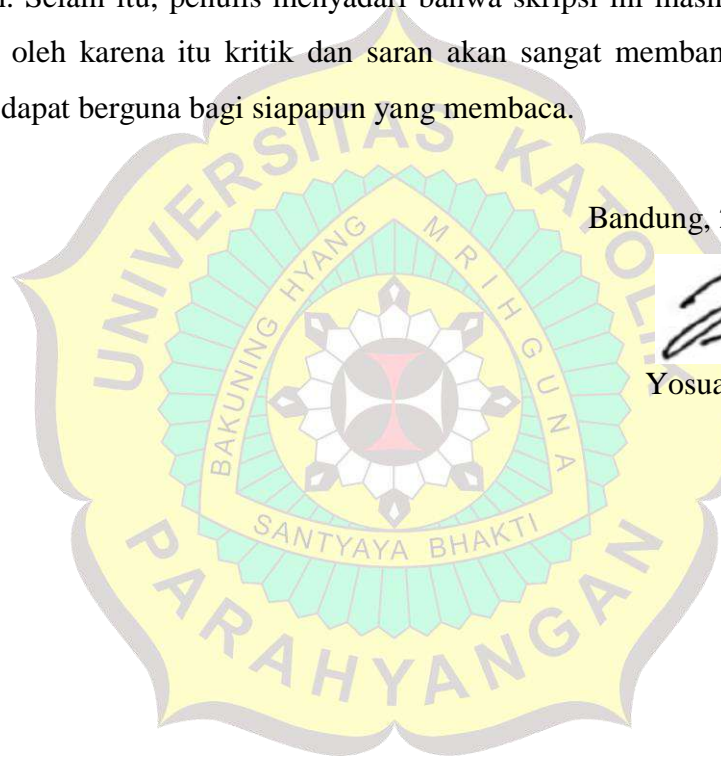 . Selain itu, penulis menyadari bahwa skripsi ini masih
oleh karena itu kritik dan saran akan sangat memban
dapat berguna bagi siapapun yang membaca.
Bandung,
Yosua
UNIVERSITAS KATOLIK
PARAHYANGAN
BAKUNING HYANG MRIHGUNA
SANTYAYA BHAKTI